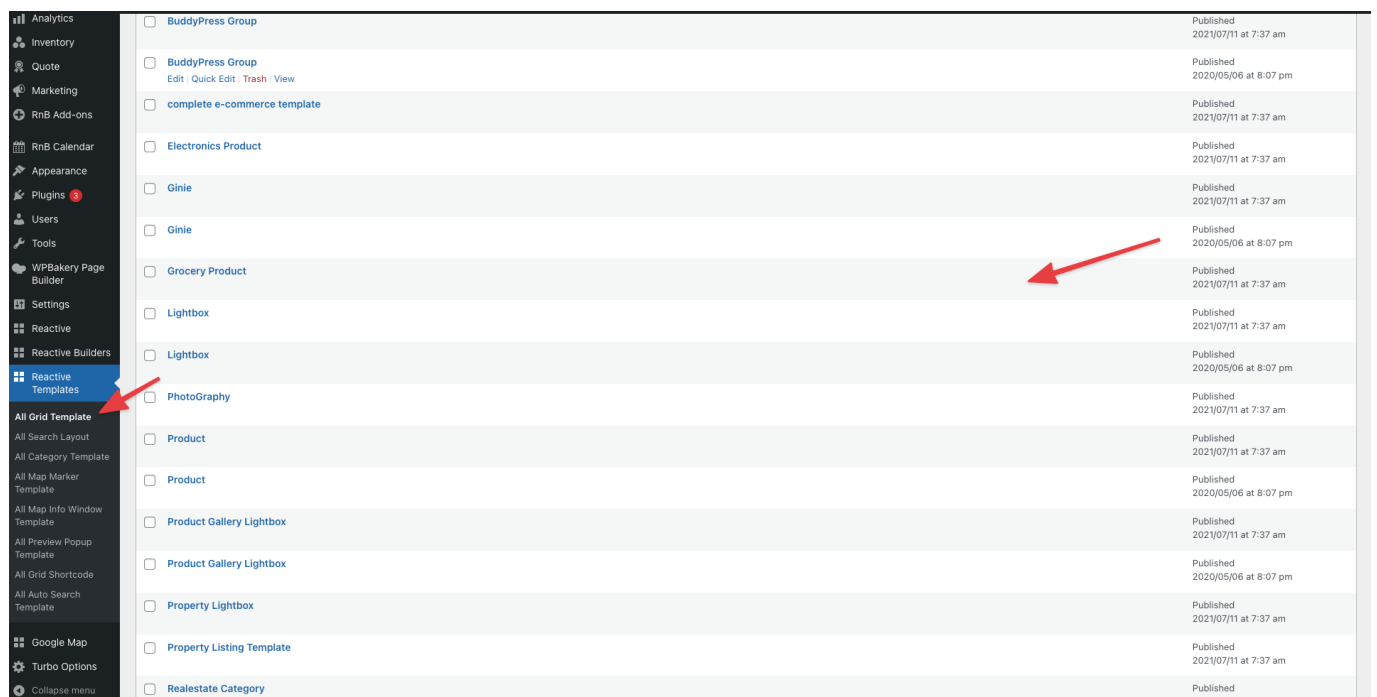 Analytics
Inventory
Quote
Marketing
RnB Add-ons
RnB Calendar
Appearance
Plugins 3
Users
Tools
WPBakery Page
Builder
Settings
Reactive
Reactive Builders
Reactive
Templates
All Grid Template
All Search Layout
All Category Template
All Map Marker
Template
All Map Info Window
Template
All Preview Popup
Template
All Grid Shortcode
All Auto Search
Template
Google Map
Turbo Options
Collapse menu
BuddyPress Group
Published
2021/07/11 at 7:37 am
BuddyPress Group
Edit | Quick Edit | Trash | View
Published
2020/05/06 at 8:07 pm
complete e-commerce template
Published
2021/07/11 at 7:37 am
Electronics Product
Published
2021/07/11 at 7:37 am
Ginie
Published
2021/07/11 at 7:37 am
Ginie
Published
2020/05/06 at 8:07 pm
Grocery Product
Published
2021/07/11 at 7:37 am
Lightbox
Published
2021/07/11 at 7:37 am
Lightbox
Published
2020/05/06 at 8:07 pm
PhotoGraphy
Published
2021/07/11 at 7:37 am
Product
Published
2021/07/11 at 7:37 am
Product
Published
2020/05/06 at 8:07 pm
Product Gallery Lightbox
Published
2021/07/11 at 7:37 am
Product Gallery Lightbox
Published
2020/05/06 at 8:07 pm
Property Lightbox
Published
2021/07/11 at 7:37 am
Property Listing Template
Published
2021/07/11 at 7:37 am
Realestate Category
Published